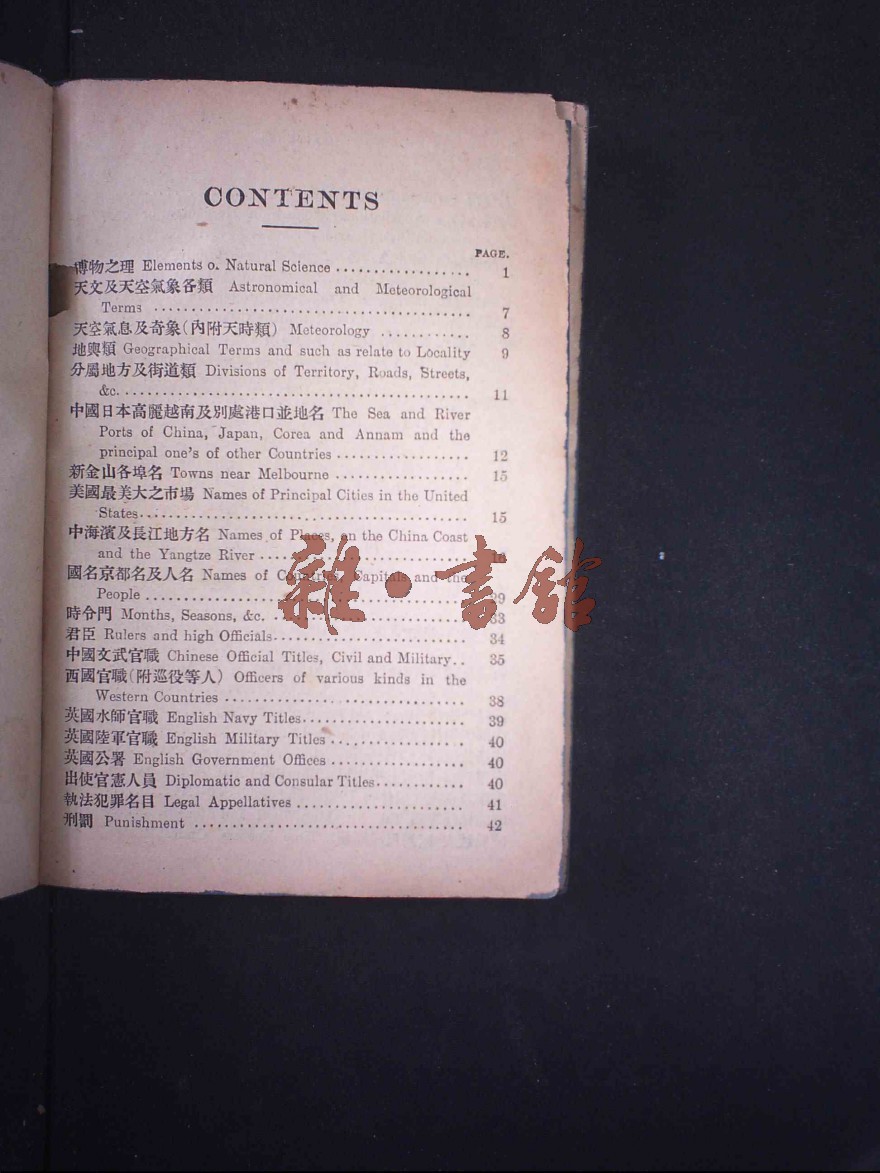 CONTENTS
PAGE.
博物之理 Elements o. Natural Science .................. 1
天文及天空氣象各類 Astronomical and Meteorological
Terms .......................................... 7
天空氣息及奇象(內附天時類) Meteorology ............ 8
地輿類 Geographical Terms and such as relate to Locality 9
分屬地方及街道類 Divisions of Territory, Roads, Streets,
&c. .............................................. 11
中國日本高麗越南及別處港口並地名 The Sea and River
Ports of China, Japan, Corea and Annam and the
principal one's of other Countries .................. 12
新金山各埠名 Towns near Melbourne .................. 15
美國最美大之市塲 Names of Principal Cities in the United
States............................................. 15
中海濱及長江地方名 Names of Places, on the China Coast
and the Yangtze River ............................
國名京都名及人名 Names of Countries, Capitals and the
People ........................................... 29
時令門 Months, Seasons, &c. .......................... 33
君臣 Rulers and high Officials.......................... 34
中國文武官職 Chinese Official Titles, Civil and Military.. 35
西國官職(附巡役等人) Officers of various kinds in the
Western Countries ................................ 38
英國水師官職 English Navy Titles...................... 39
英國陸軍官職 English Military Titles .................. 40
英國公署 English Government Offices .................. 40
出使官憲人員 Diplomatic and Consular Titles............ 40
執法犯罪名目 Legal Appellatives ...................... 41
刑罰 Punishment .................................... 42
雜·書館